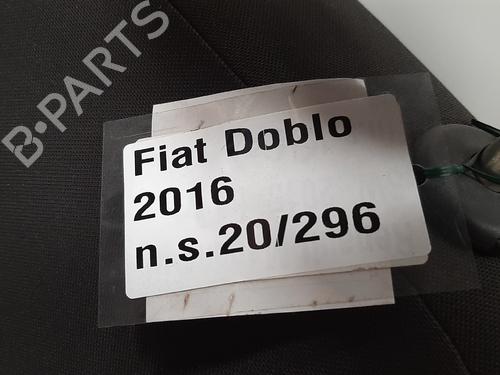 B-PARTS
Fiat Doblo
2016
n.s.20/296